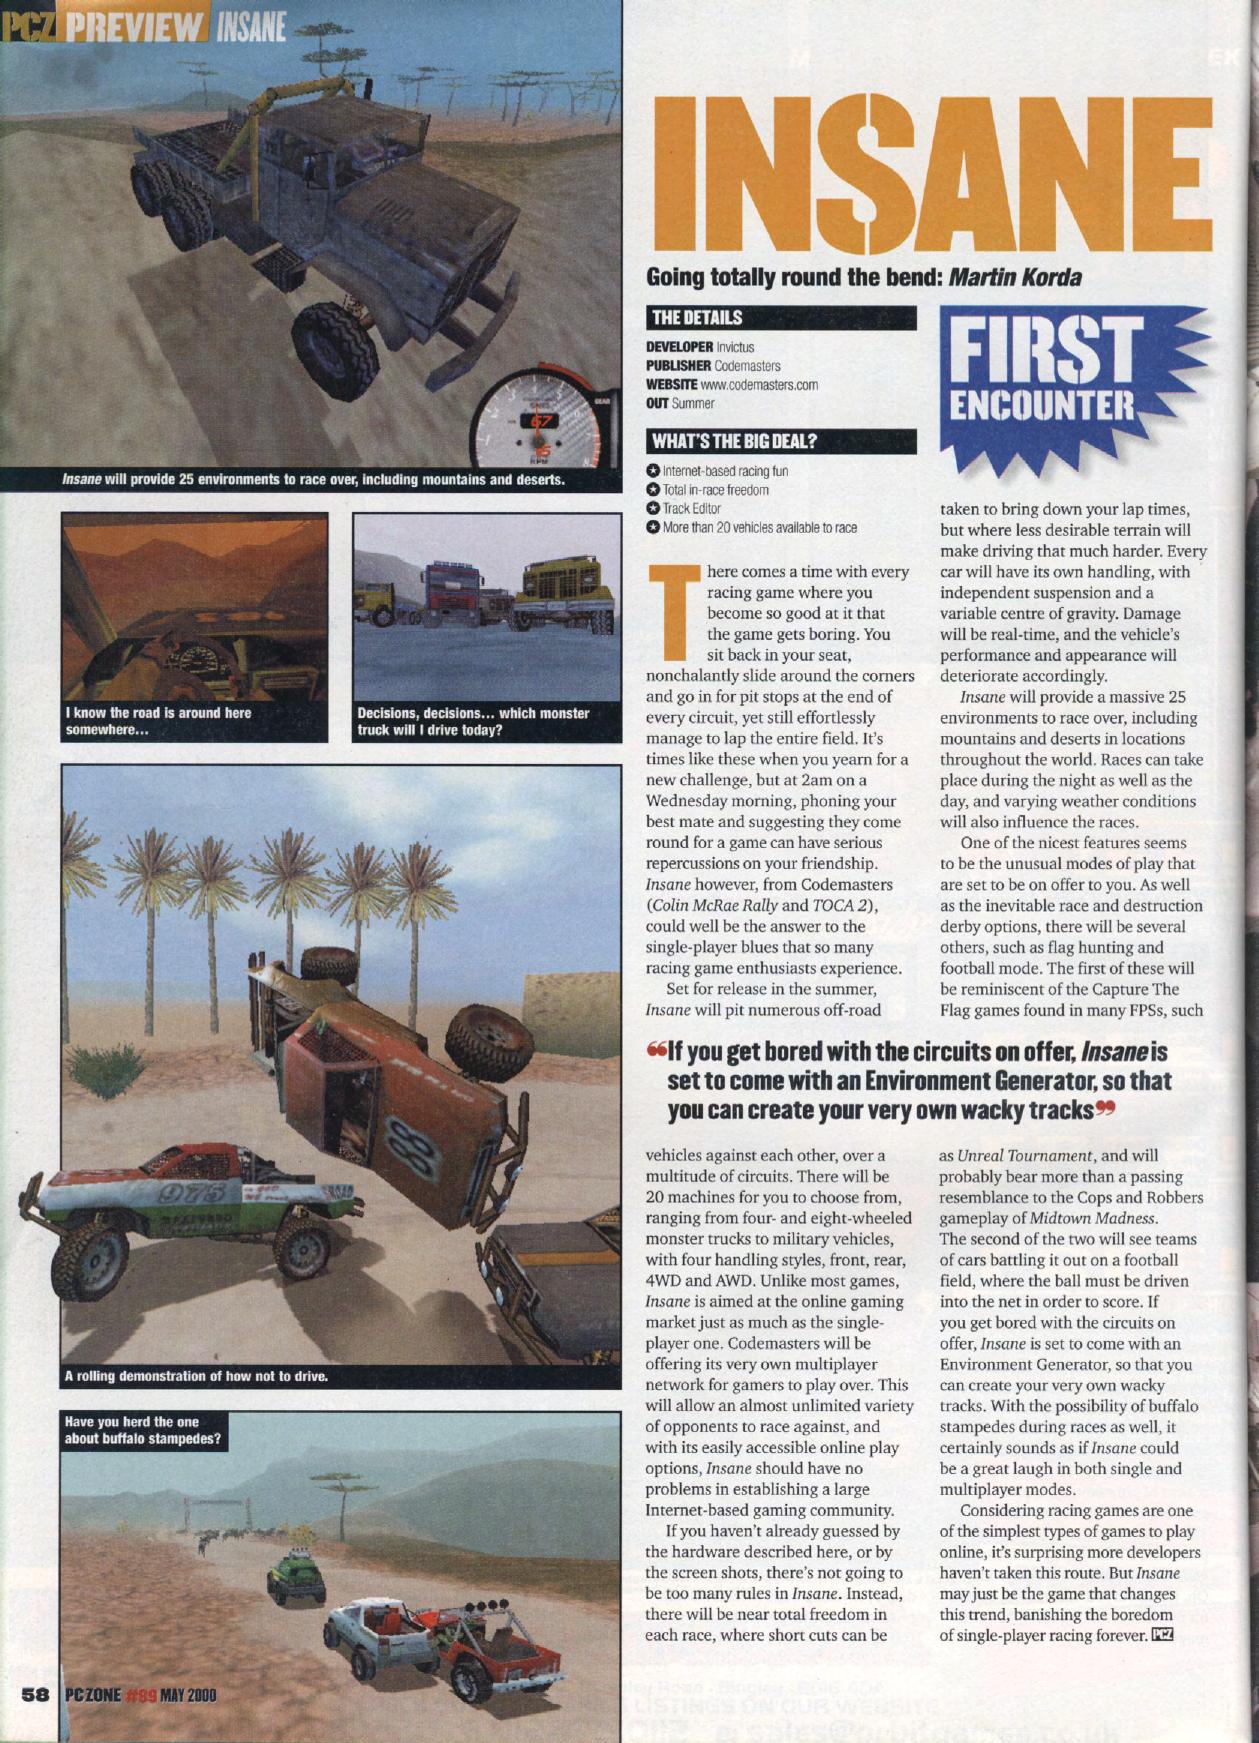 PCZ PREVIEW INSANE
INSANE
Going totally round the bend: Martin Korda
THE DETAILS
DEVELOPER Invictus
PUBLISHER Codemasters
WEBSITE www.codemasters.com
OUT Summer
WHAT'S THE BIG DEAL?
Internet-based racing fun
Total in-race freedom
Track Editor
More than 20 vehicles available to race
FIRST
ENCOUNTER
Insane will provide 25 environments to race over, including mountains and deserts.
I know the road is around here
somewhere...
Decisions, decisions... which monster
truck will I drive today?
A rolling demonstration of how not to drive.
Have you herd the one
about buffalo stampedes?
There comes a time with every
racing game where you
become so good at it that
the game gets boring. You
sit back in your seat,
nonchalantly slide around the corners
and go in for pit stops at the end of
every circuit, yet still effortlessly
manage to lap the entire field. It's
times like these when you yearn for a
new challenge, but at 2am on a
Wednesday morning, phoning your
best mate and suggesting they come
round for a game can have serious
repercussions on your friendship.
Insane however, from Codemasters
(Colin McRae Rally and TOCA 2),
could well be the answer to the
single-player blues that so many
racing game enthusiasts experience.
Set for release in the summer,
Insane will pit numerous off-road
vehicles against each other, over a
multitude of circuits. There will be
20 machines for you to choose from,
ranging from four- and eight-wheeled
monster trucks to military vehicles,
with four handling styles, front, rear,
4WD and AWD. Unlike most games,
Insane is aimed at the online gaming
market just as much as the single-
player one. Codemasters will be
offering its very own multiplayer
network for gamers to play over. This
will allow an almost unlimited variety
of opponents to race against, and
with its easily accessible online play
options, Insane should have no
problems in establishing a large
Internet-based gaming community.
If you haven't already guessed by
the hardware described here, or by
the screen shots, there's not going to
be too many rules in Insane. Instead,
there will be near total freedom in
each race, where short cuts can be
taken to bring down your lap times,
but where less desirable terrain will
make driving that much harder. Every
car will have its own handling, with
independent suspension and a
variable centre of gravity. Damage
will be real-time, and the vehicle's
performance and appearance will
deteriorate accordingly.
Insane will provide a massive 25
environments to race over, including
mountains and deserts in locations
throughout the world. Races can take
place during the night as well as the
day, and varying weather conditions
will also influence the races.
One of the nicest features seems
to be the unusual modes of play that
are set to be on offer to you. As well
as the inevitable race and destruction
derby options, there will be several
others, such as flag hunting and
football mode. The first of these will
be reminiscent of the Capture The
Flag games found in many FPSs, such
as Unreal Tournament, and will
probably bear more than a passing
resemblance to the Cops and Robbers
gameplay of Midtown Madness.
The second of the two will see teams
of cars battling it out on a football
field, where the ball must be driven
into the net in order to score. If
you get bored with the circuits on
offer, Insane is set to come with an
Environment Generator, so that you
can create your very own wacky
tracks. With the possibility of buffalo
stampedes during races as well, it
certainly sounds as if Insane could
be a great laugh in both single and
multiplayer modes.
Considering racing games are one
of the simplest types of games to play
online, it's surprising more developers
haven't taken this route. But Insane
may just be the game that changes
this trend, banishing the boredom
of single-player racing forever. PCZ
“If you get bored with the circuits on offer, Insane is
set to come with an Environment Generator, so that
you can create your very own wacky tracks”
58 PCZONE #89 MAY 2000